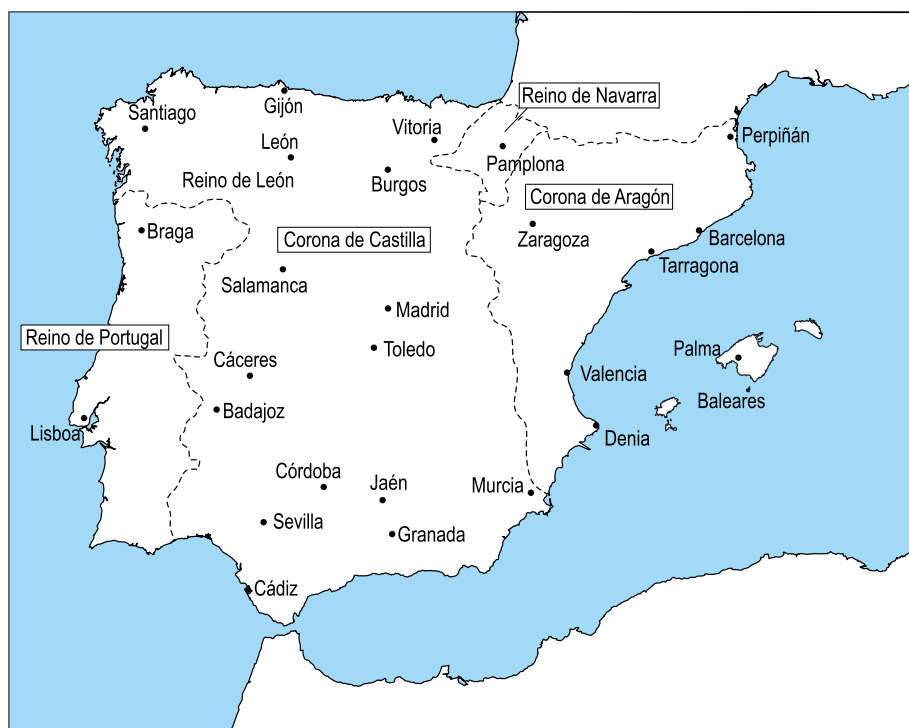 Gijón
Santiago
Reino de Navarra
Vitoria
Perpiñán
León
Pamplona
Reino de León
Burgos
Corona de Aragón
Braga
Corona de Castilla
Zaragoza
Barcelona
Tarragona
Salamanca
Madrid
Reino de Portugal
Toledo
Palma
Cáceres
Valencia
Baleares
Badajoz
Lisboa
Denia
Córdoba
Jaén
Murcia
Sevilla
Granada
Cádiz